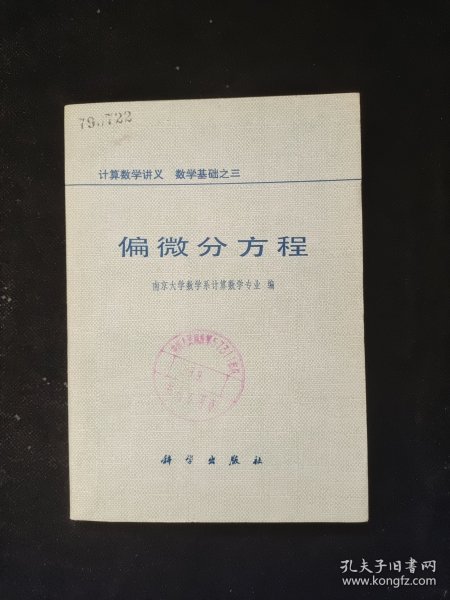 计算数学讲义 数学基础之三
偏微分方程
南京大学数学系计算数学专业 编
科学出版社
孔夫子旧书网
www.kongfz.com